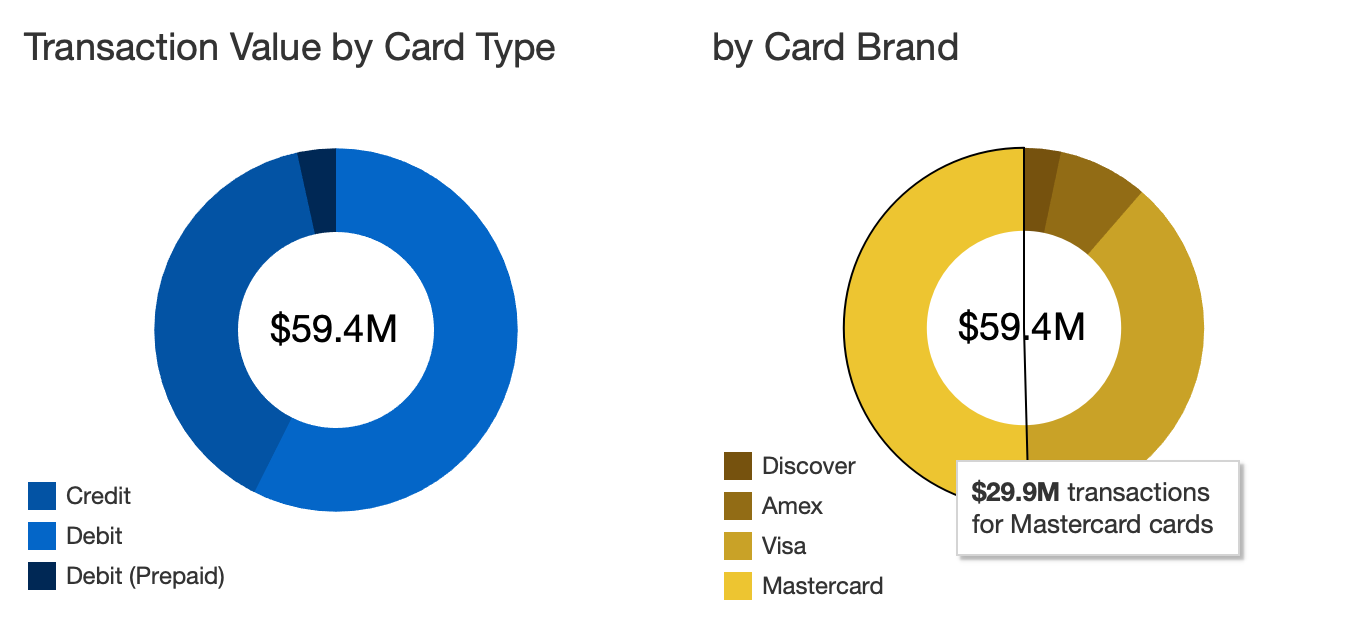 Transaction Value by Card Type
$59.4M
Credit
Debit
Debit (Prepaid)
by Card Brand
$59.4M
Discover
Amex
Visa
Mastercard
$29.9M transactions
for Mastercard cards